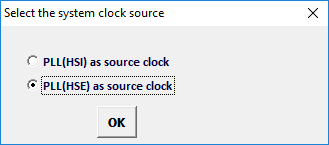 Select the system clock source
PLL(HSI) as source clock
PLL(HSE) as source clock
OK